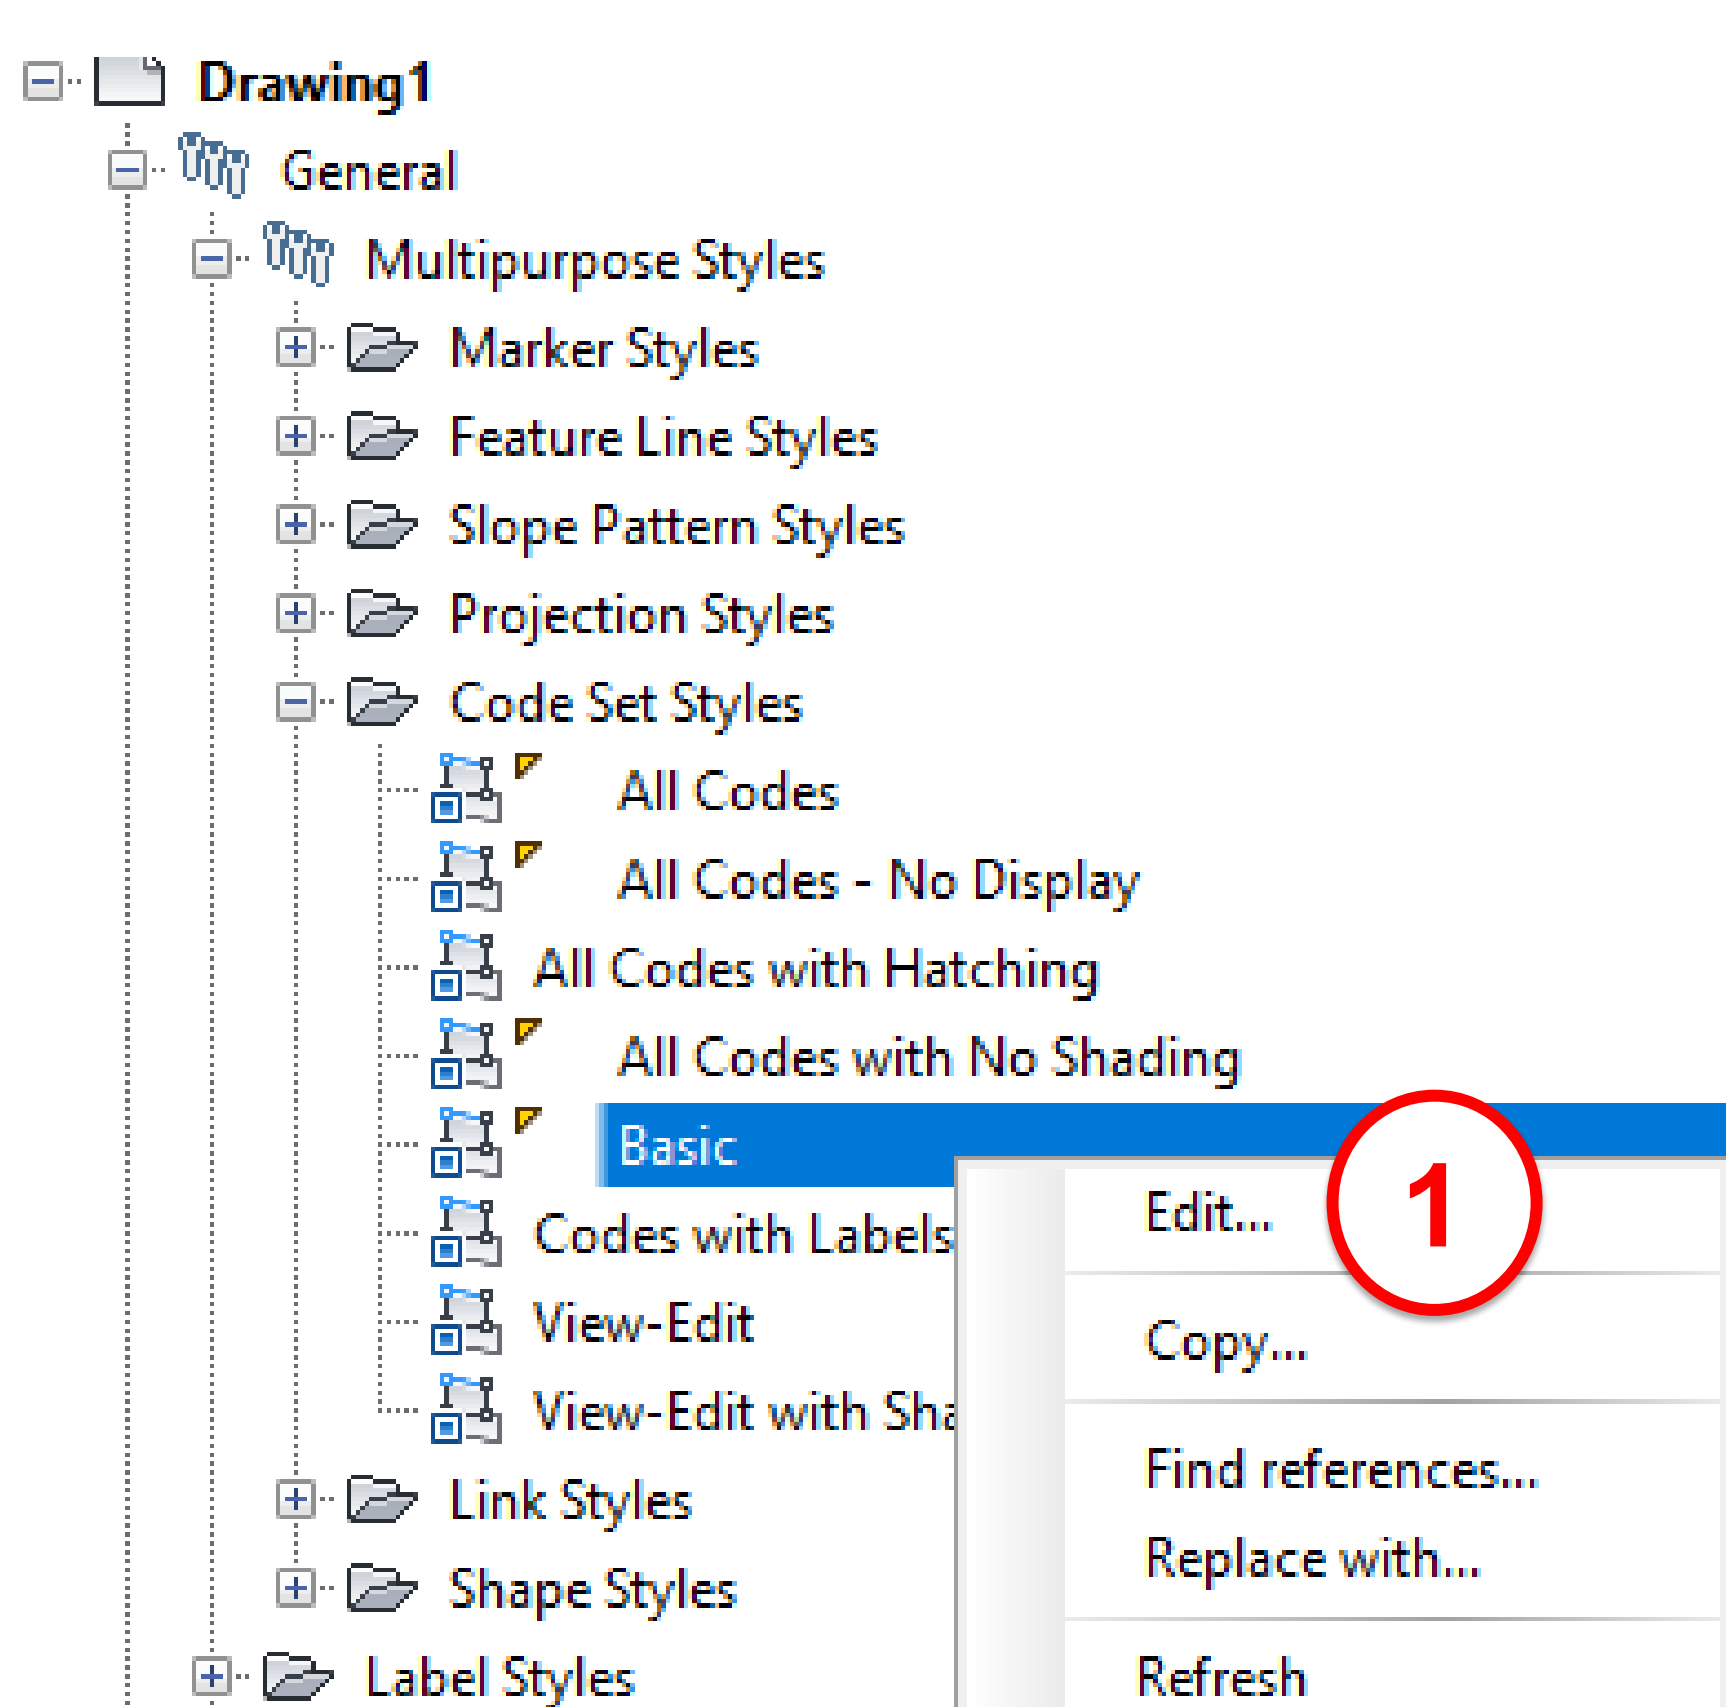 Drawing1
General
Multipurpose Styles
Marker Styles
Feature Line Styles
Slope Pattern Styles
Projection Styles
Code Set Styles
All Codes
All Codes - No Display
All Codes with Hatching
All Codes with No Shading
Basic
Codes with Labels
View-Edit
View-Edit with
Link Styles
Shape Styles
Label Styles
Edit...
1
Copy...
Find references...
Replace with...
Refresh